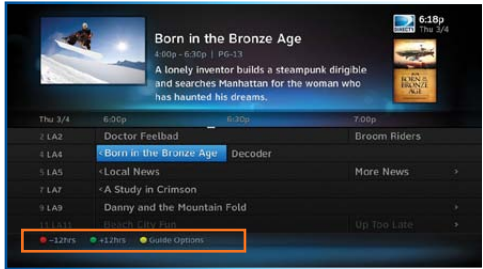 6:18p
DIRECTV Thu 3/4
Born in the Bronze Age
4:00p - 6:30p | PG-13
A lonely inventor builds a steampunk dirigible
and searches Manhattan for the woman who
has haunted his dreams.
BORN IN
BRONZE
AGE
Thu 3/4 6:00p 6:30p 7:00p
2 LA2 Doctor Feelbad Broom Riders
4 LA4 <Born in the Bronze Age Decoder
5 LA5 <Local News More News >
7 LA7 <A Study in Crimson
9 LA9 Danny and the Mountain Fold >
11 LA11 Beach City Fun Up Too Late >
-12hrs +12hrs Guide Options